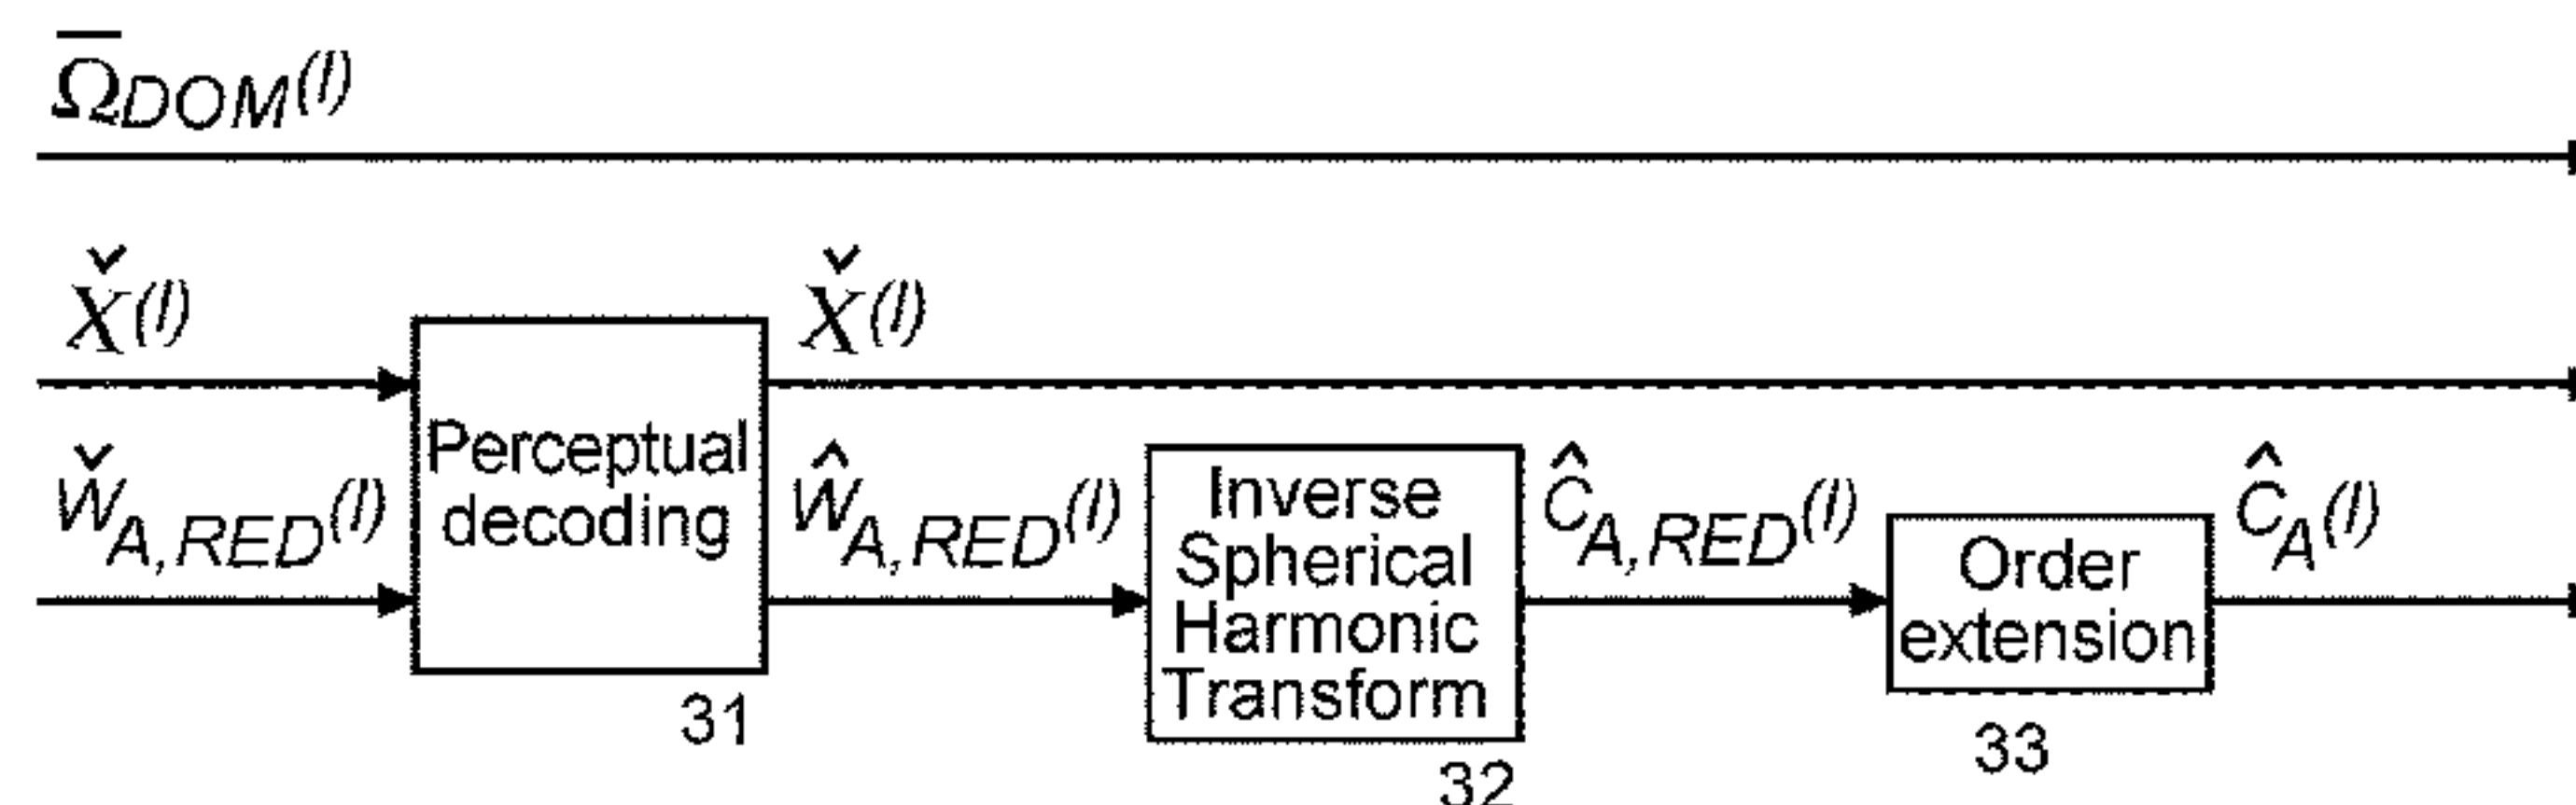 Ω̅DOM(l)
X̌(l)
X̌(l)
W̌A,RED(l)
Perceptual
decoding
ŴA,RED(l)
Inverse
Spherical
Harmonic
Transform
ĈA,RED(l)
Order
extension
ĈA(l)
31
32
33